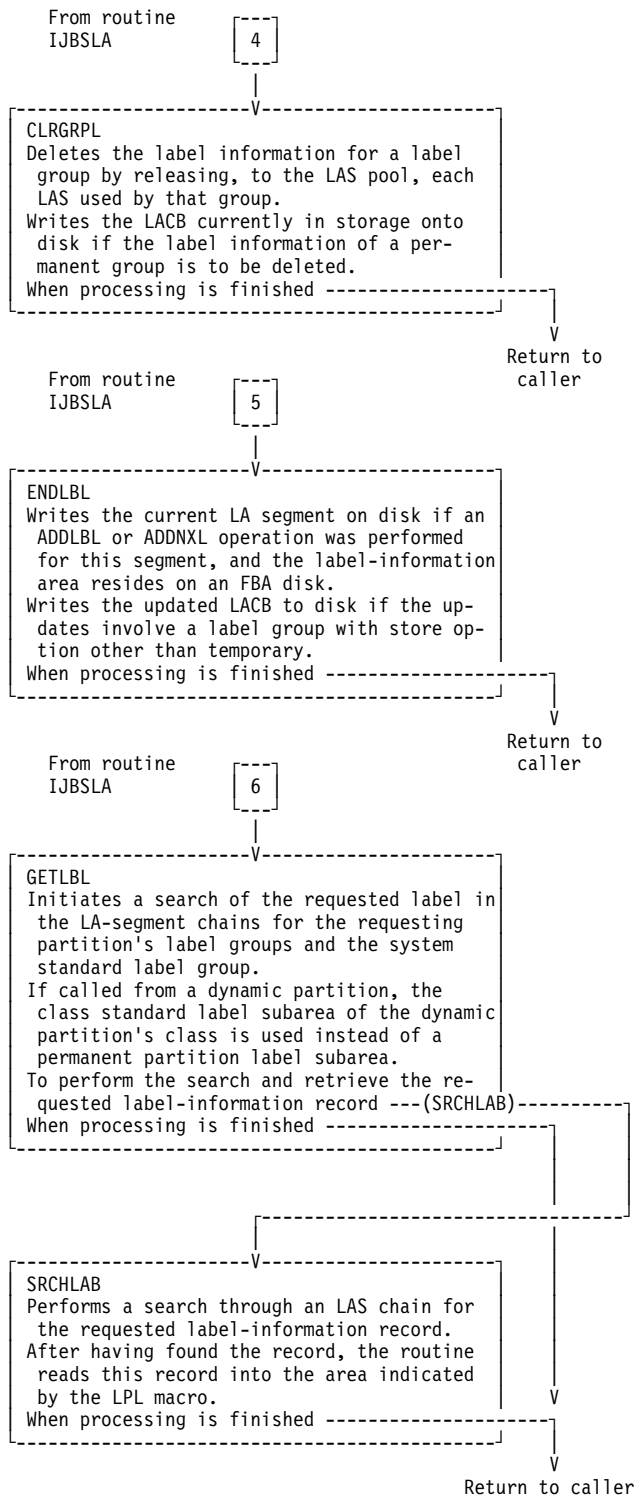 From routine
IJBSLA
4
CLRGRPL
Deletes the label information for a label
group by releasing, to the LAS pool, each
LAS used by that group.
Writes the LACB currently in storage onto
disk if the label information of a per-
manent group is to be deleted.
When processing is finished
Return to
caller
From routine
IJBSLA
5
ENDLBL
Writes the current LA segment on disk if an
ADDLBL or ADDNXL operation was performed
for this segment, and the label-information
area resides on an FBA disk.
Writes the updated LACB to disk if the up-
dates involve a label group with store op-
tion other than temporary.
When processing is finished
Return to
caller
From routine
IJBSLA
6
GETLBL
Initiates a search of the requested label in
the LA-segment chains for the requesting
partition's label groups and the system
standard label group.
If called from a dynamic partition, the
class standard label subarea of the dynamic
partition's class is used instead of a
permanent partition label subarea.
To perform the search and retrieve the re-
quested label-information record ---(SRCHLAB)
When processing is finished
SRCHLAB
Performs a search through an LAS chain for
the requested label-information record.
After having found the record, the routine
reads this record into the area indicated
by the LPL macro.
When processing is finished
Return to caller